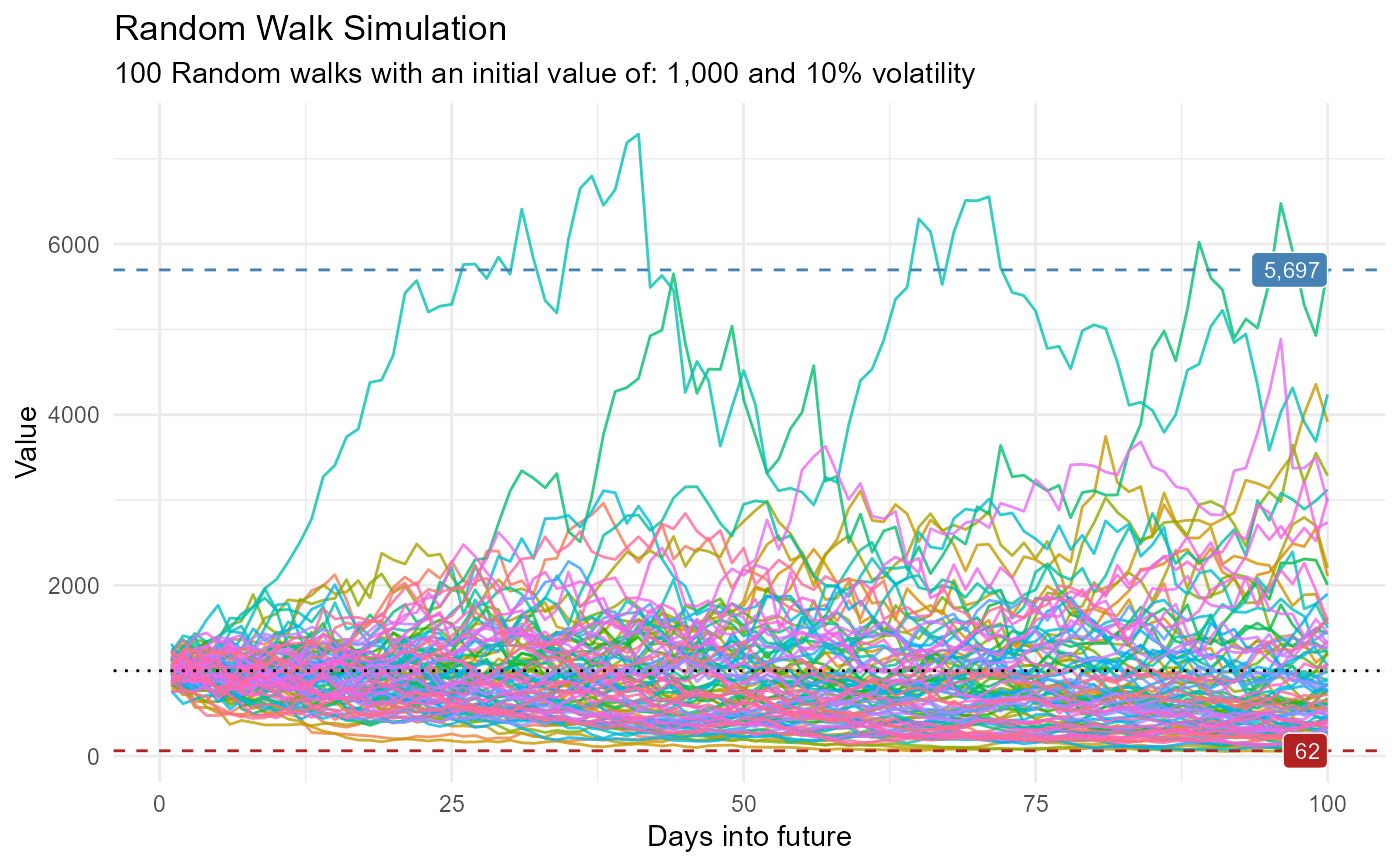 Random Walk Simulation
100 Random walks with an initial value of: 1,000 and 10% volatility
6000
4000
2000
0
Value
5,697
62
0
25
50
75
100
Days into future